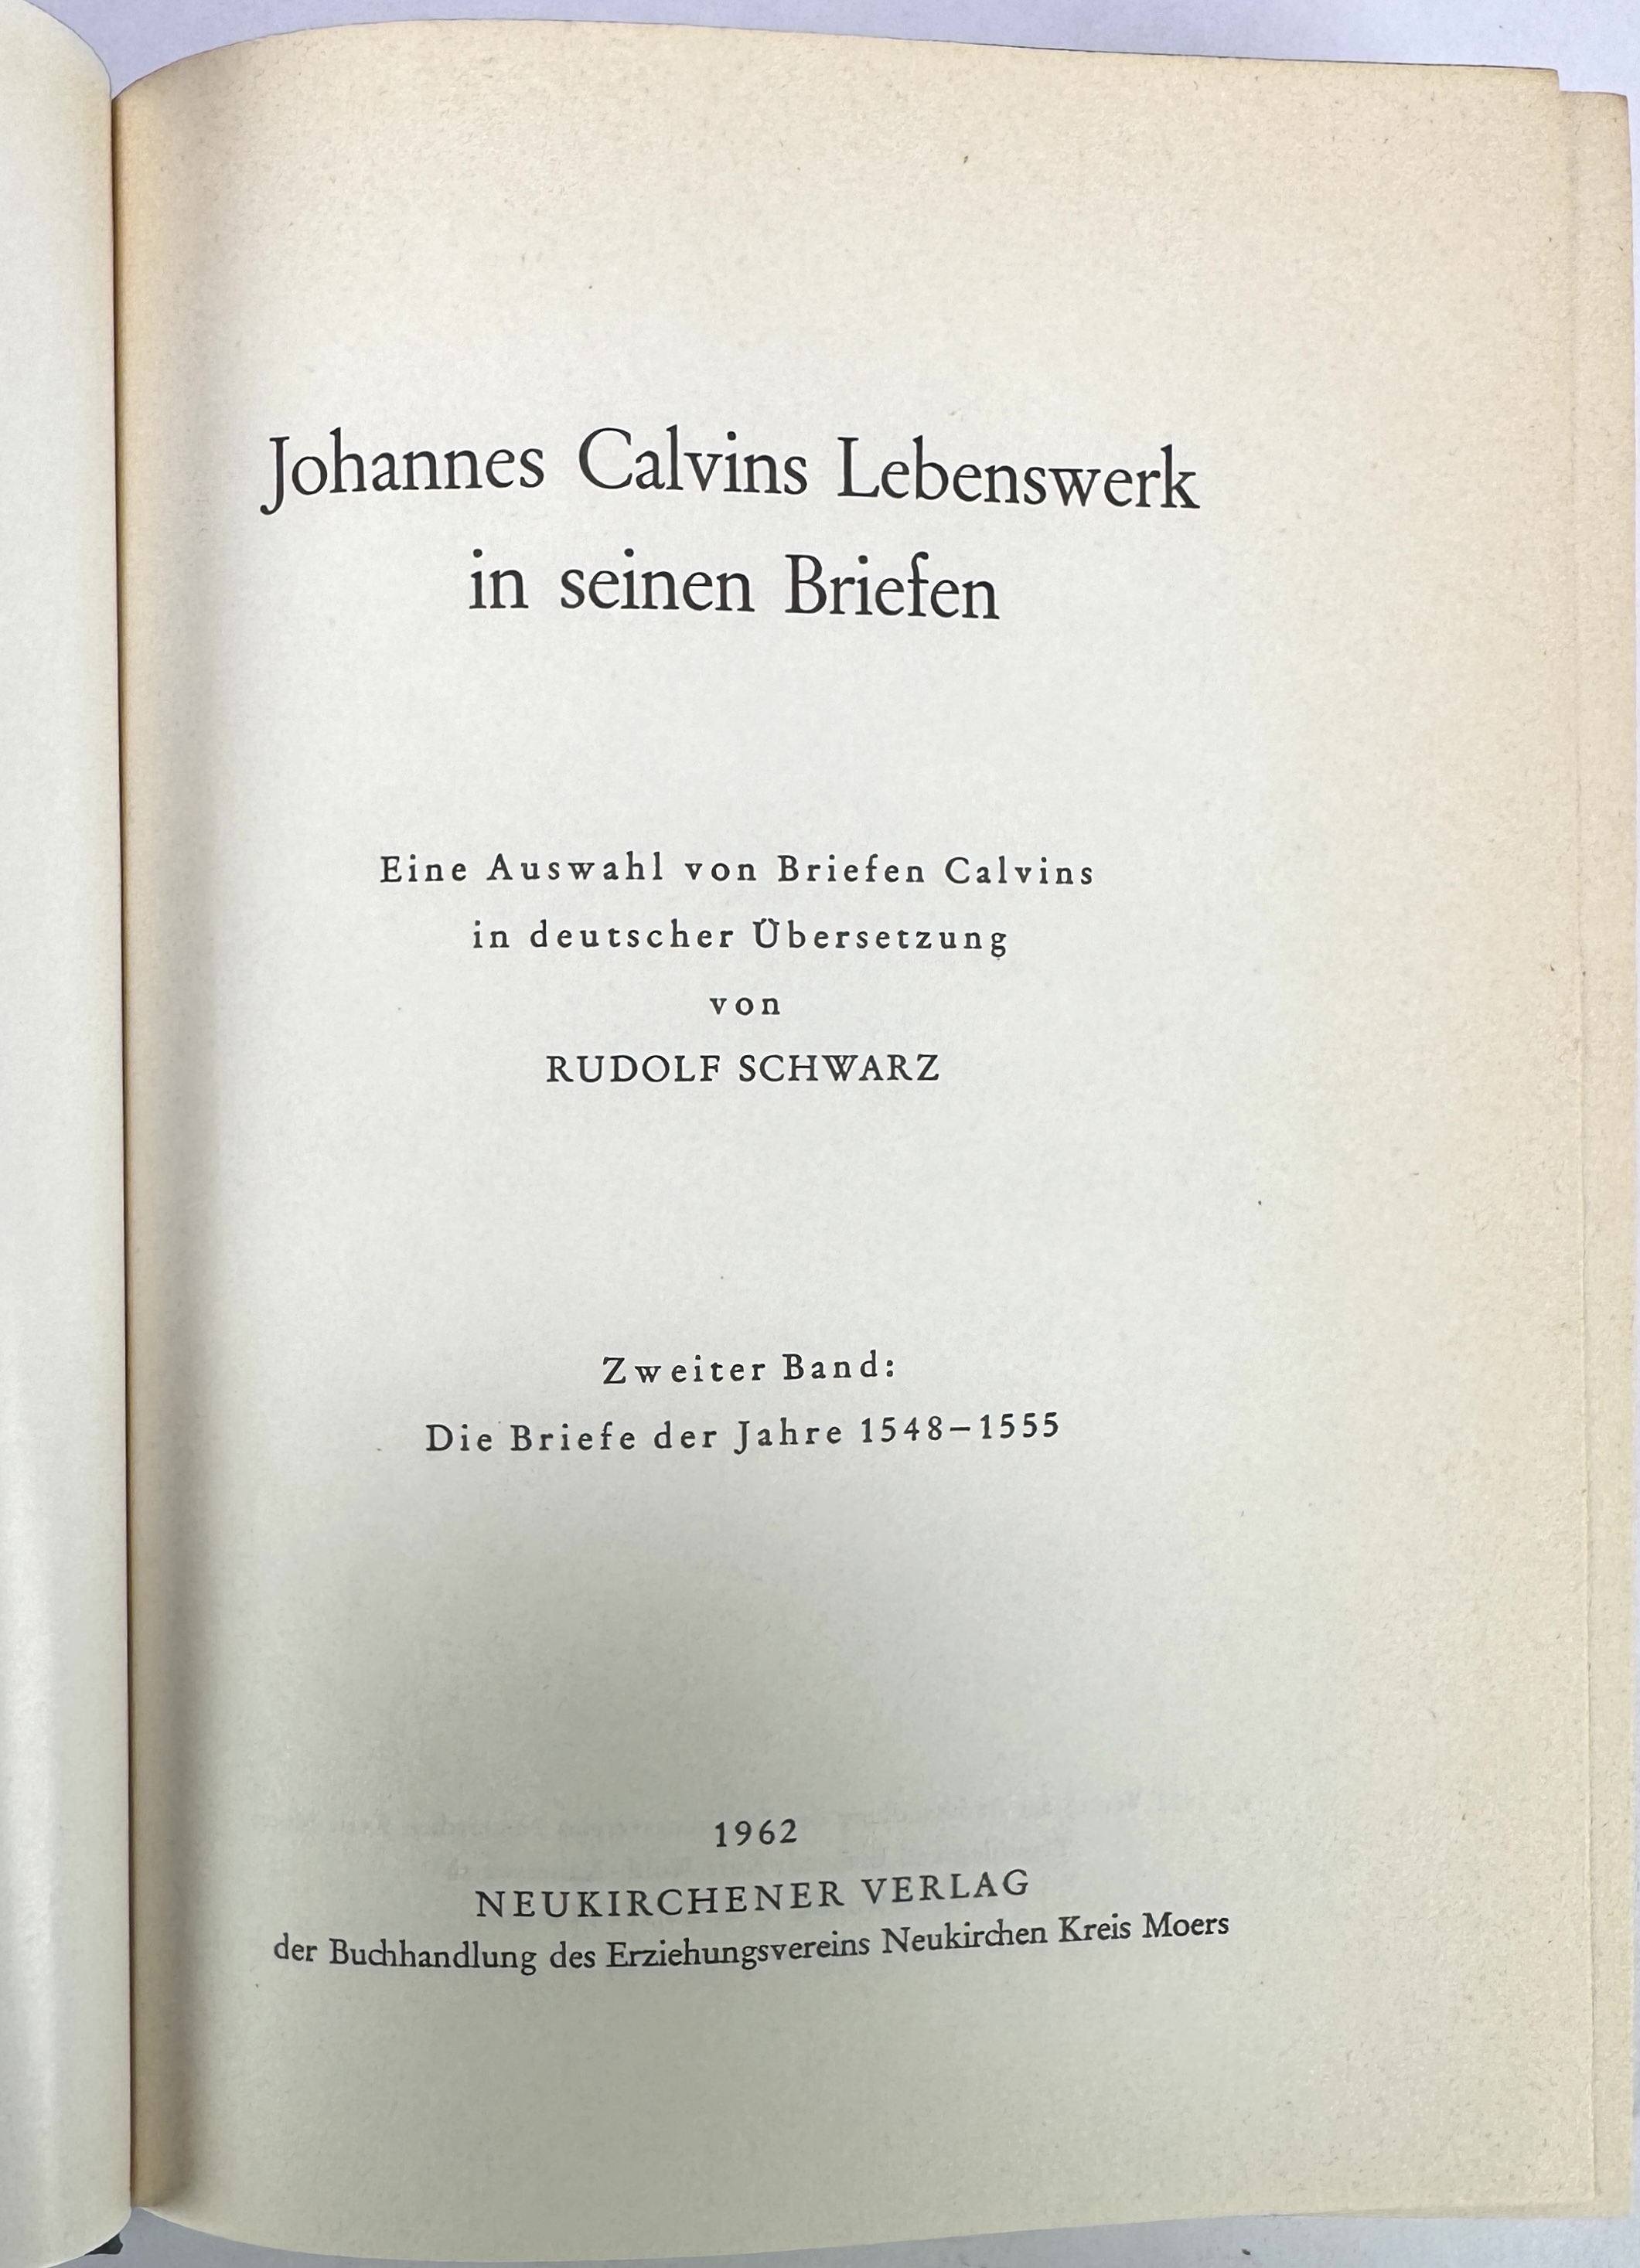 Johannes Calvins Lebenswerk
in seinen Briefen
Eine Auswahl von Briefen Calvins
in deutscher Übersetzung
von
RUDOLF SCHWARZ
Zweiter Band:
Die Briefe der Jahre 1548–1555
1962
NEUKIRCHENER VERLAG
der Buchhandlung des Erziehungsvereins Neukirchen Kreis Moers